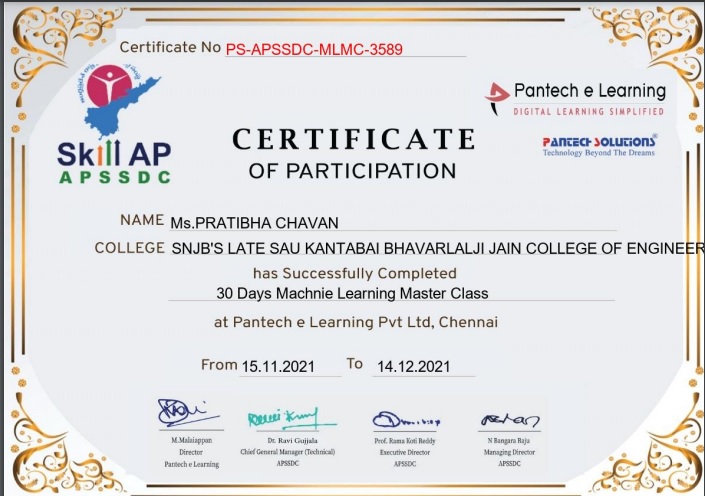 Certificate No PS-APSSDC-MLMC-3589
Skill AP
APSSDC
Pantech e Learning
DIGITAL LEARNING SIMPLIFIED
PANTECH SOLUTIONS
Technology Beyond The Dreams
CERTIFICATE
OF PARTICIPATION
NAME Ms.PRATIBHA CHAVAN
COLLEGE SNJB'S LATE SAU KANTABAI BHAVARLALJI JAIN COLLEGE OF ENGINEER
has Successfully Completed
30 Days Machnie Learning Master Class
at Pantech e Learning Pvt Ltd, Chennai
From 15.11.2021 To 14.12.2021
M.Malaiappan
Director
Pantech e Learning
Dr. Ravi Gujjala
Chief General Manager (Technical)
APSSDC
Prof. Rama Koti Reddy
Executive Director
APSSDC
N Bangara Raju
Managing Director
APSSDC